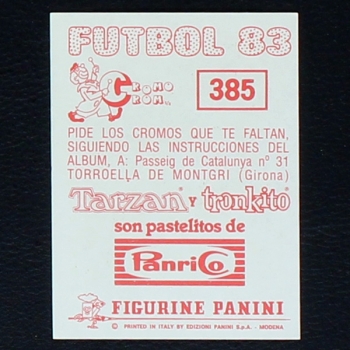 FUTBOL 83
CROMO
CROM
385
PIDE LOS CROMOS QUE TE FALTAN,
SIGUIENDO LAS INSTRUCCIONES DEL
ALBUM, A: Passeig de Catalunya nº 31
TORROELLA DE MONTGRI (Girona)
Tarzan y tronkito
son pastelitos de
PanriCo
FIGURINE PANINI
© PRINTED IN ITALY BY EDIZIONI PANINI S.p.A. - MODENA